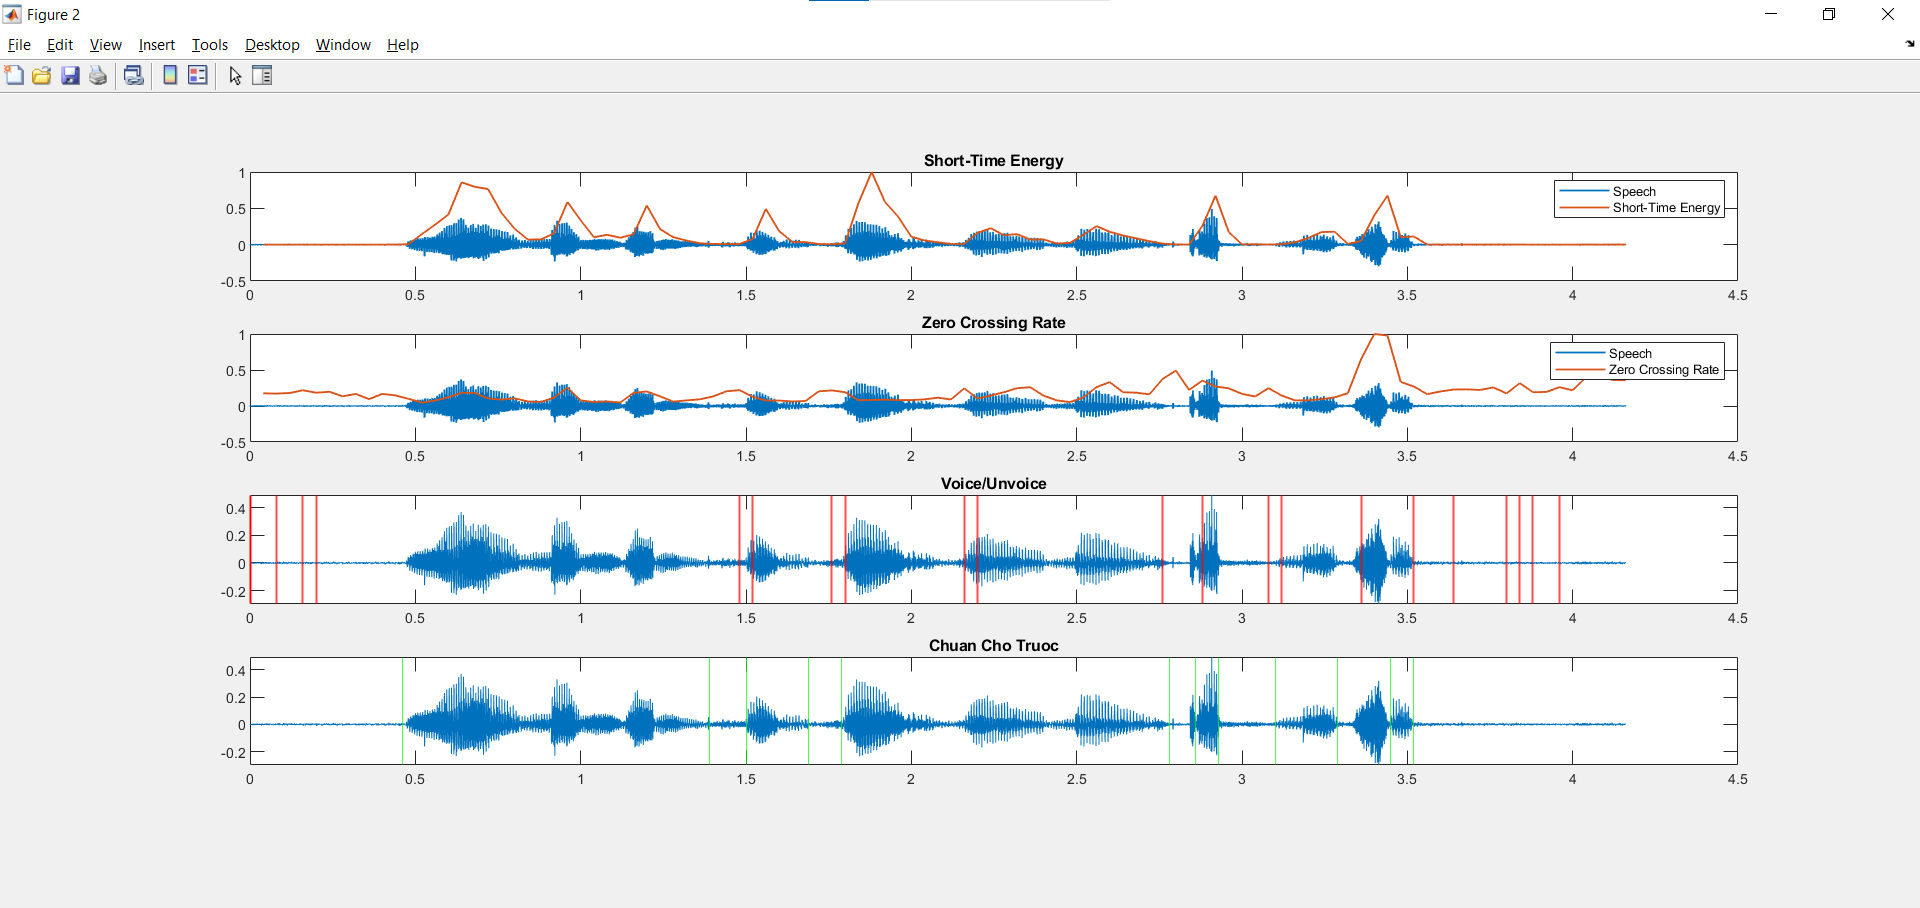 Figure 2
File Edit View Insert Tools Desktop Window Help
Short-Time Energy
1
0.5
0
-0.5
0 0.5 1 1.5 2 2.5 3 3.5 4 4.5
Speech
Short-Time Energy
Zero Crossing Rate
1
0.5
0
-0.5
0 0.5 1 1.5 2 2.5 3 3.5 4 4.5
Speech
Zero Crossing Rate
Voice/Unvoice
0.4
0.2
0
-0.2
0 0.5 1 1.5 2 2.5 3 3.5 4 4.5
Chuan Cho Truoc
0.4
0.2
0
-0.2
0 0.5 1 1.5 2 2.5 3 3.5 4 4.5